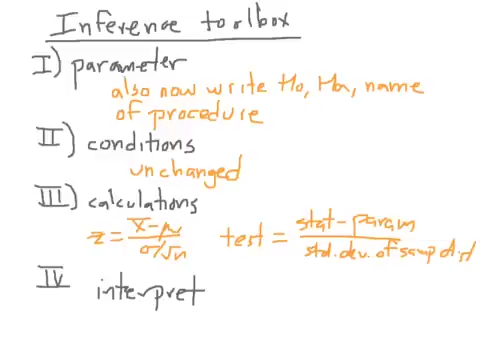 Inference toolbox
I) parameter
also now write Ho, Ha, name
of procedure
II) conditions
unchanged
III) calculations
z = (x̄-μ)/(σ/√n) test = (stat-param)/(std.dev.of samp dist)
IV interpret